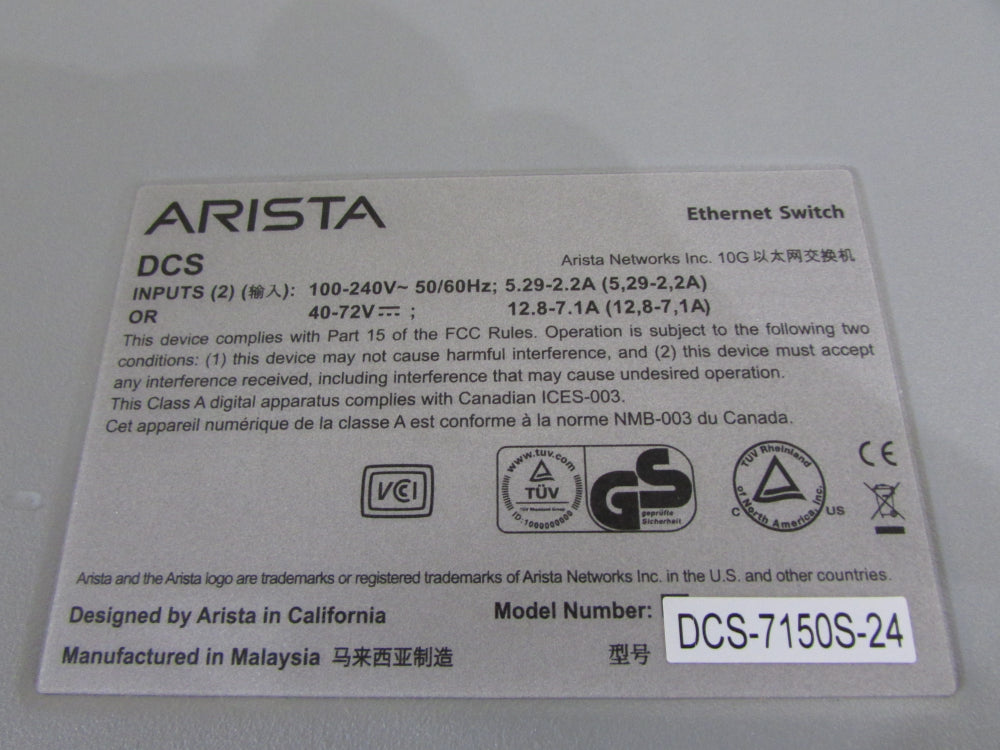 ARISTA
Ethernet Switch
DCS
Arista Networks Inc. 10G 以太网交换机
INPUTS (2) (输入): 100-240V~ 50/60Hz; 5.29-2.2A (5,29-2,2A)
OR 40-72V⎓ ; 12.8-7.1A (12,8-7,1A)
This device complies with Part 15 of the FCC Rules. Operation is subject to the following two
conditions: (1) this device may not cause harmful interference, and (2) this device must accept
any interference received, including interference that may cause undesired operation.
This Class A digital apparatus complies with Canadian ICES-003.
Cet appareil numérique de la classe A est conforme à la norme NMB-003 du Canada.
VCI
www.tuv.com
TÜV
TÜV Rheinland Group
ID:1000000000
GS
geprüfte
Sicherheit
TÜV Rheinland
of North America, Inc.
C US
CE
Arista and the Arista logo are trademarks or registered trademarks of Arista Networks Inc. in the U.S. and other countries.
Designed by Arista in California
Model Number:
DCS-7150S-24
Manufactured in Malaysia 马来西亚制造
型号